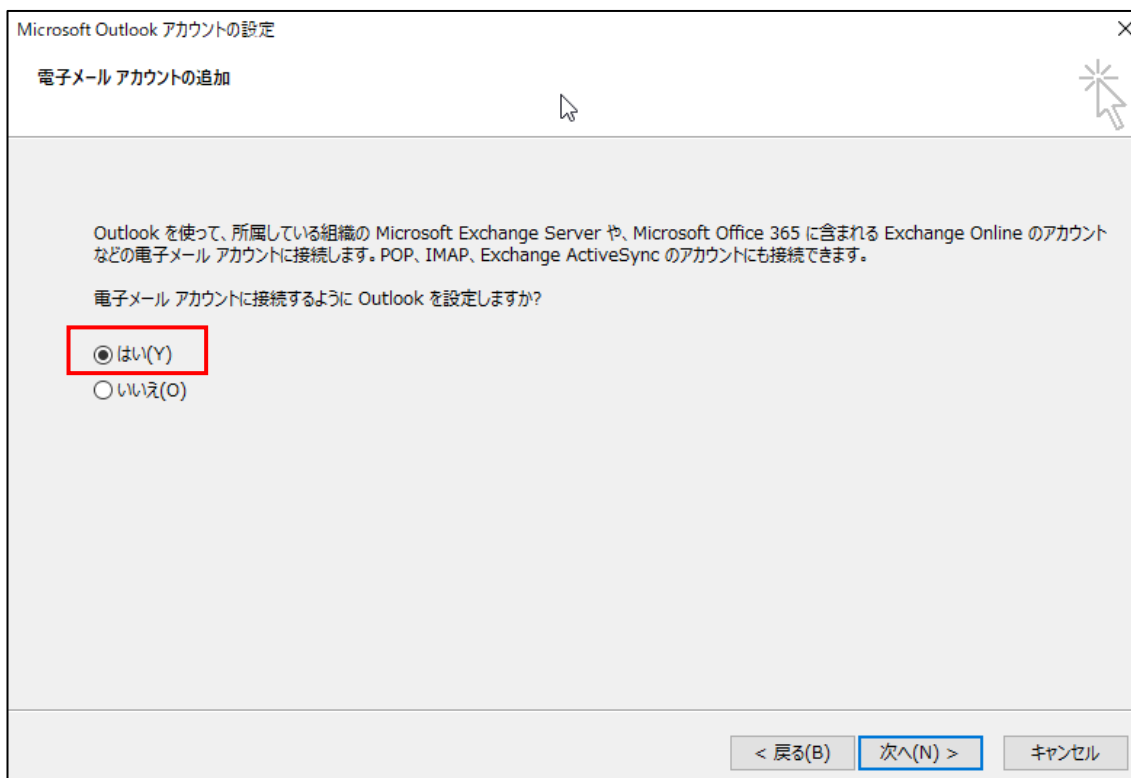 Microsoft Outlook アカウントの設定
電子メール アカウントの追加
Outlook を使って、所属している組織の Microsoft Exchange Server や、Microsoft Office 365 に含まれる Exchange Online のアカウント
などの電子メール アカウントに接続します。POP、IMAP、Exchange ActiveSync のアカウントにも接続できます。
電子メール アカウントに接続するように Outlook を設定しますか?
はい(Y)
いいえ(O)
< 戻る(B) 次へ(N) > キャンセル